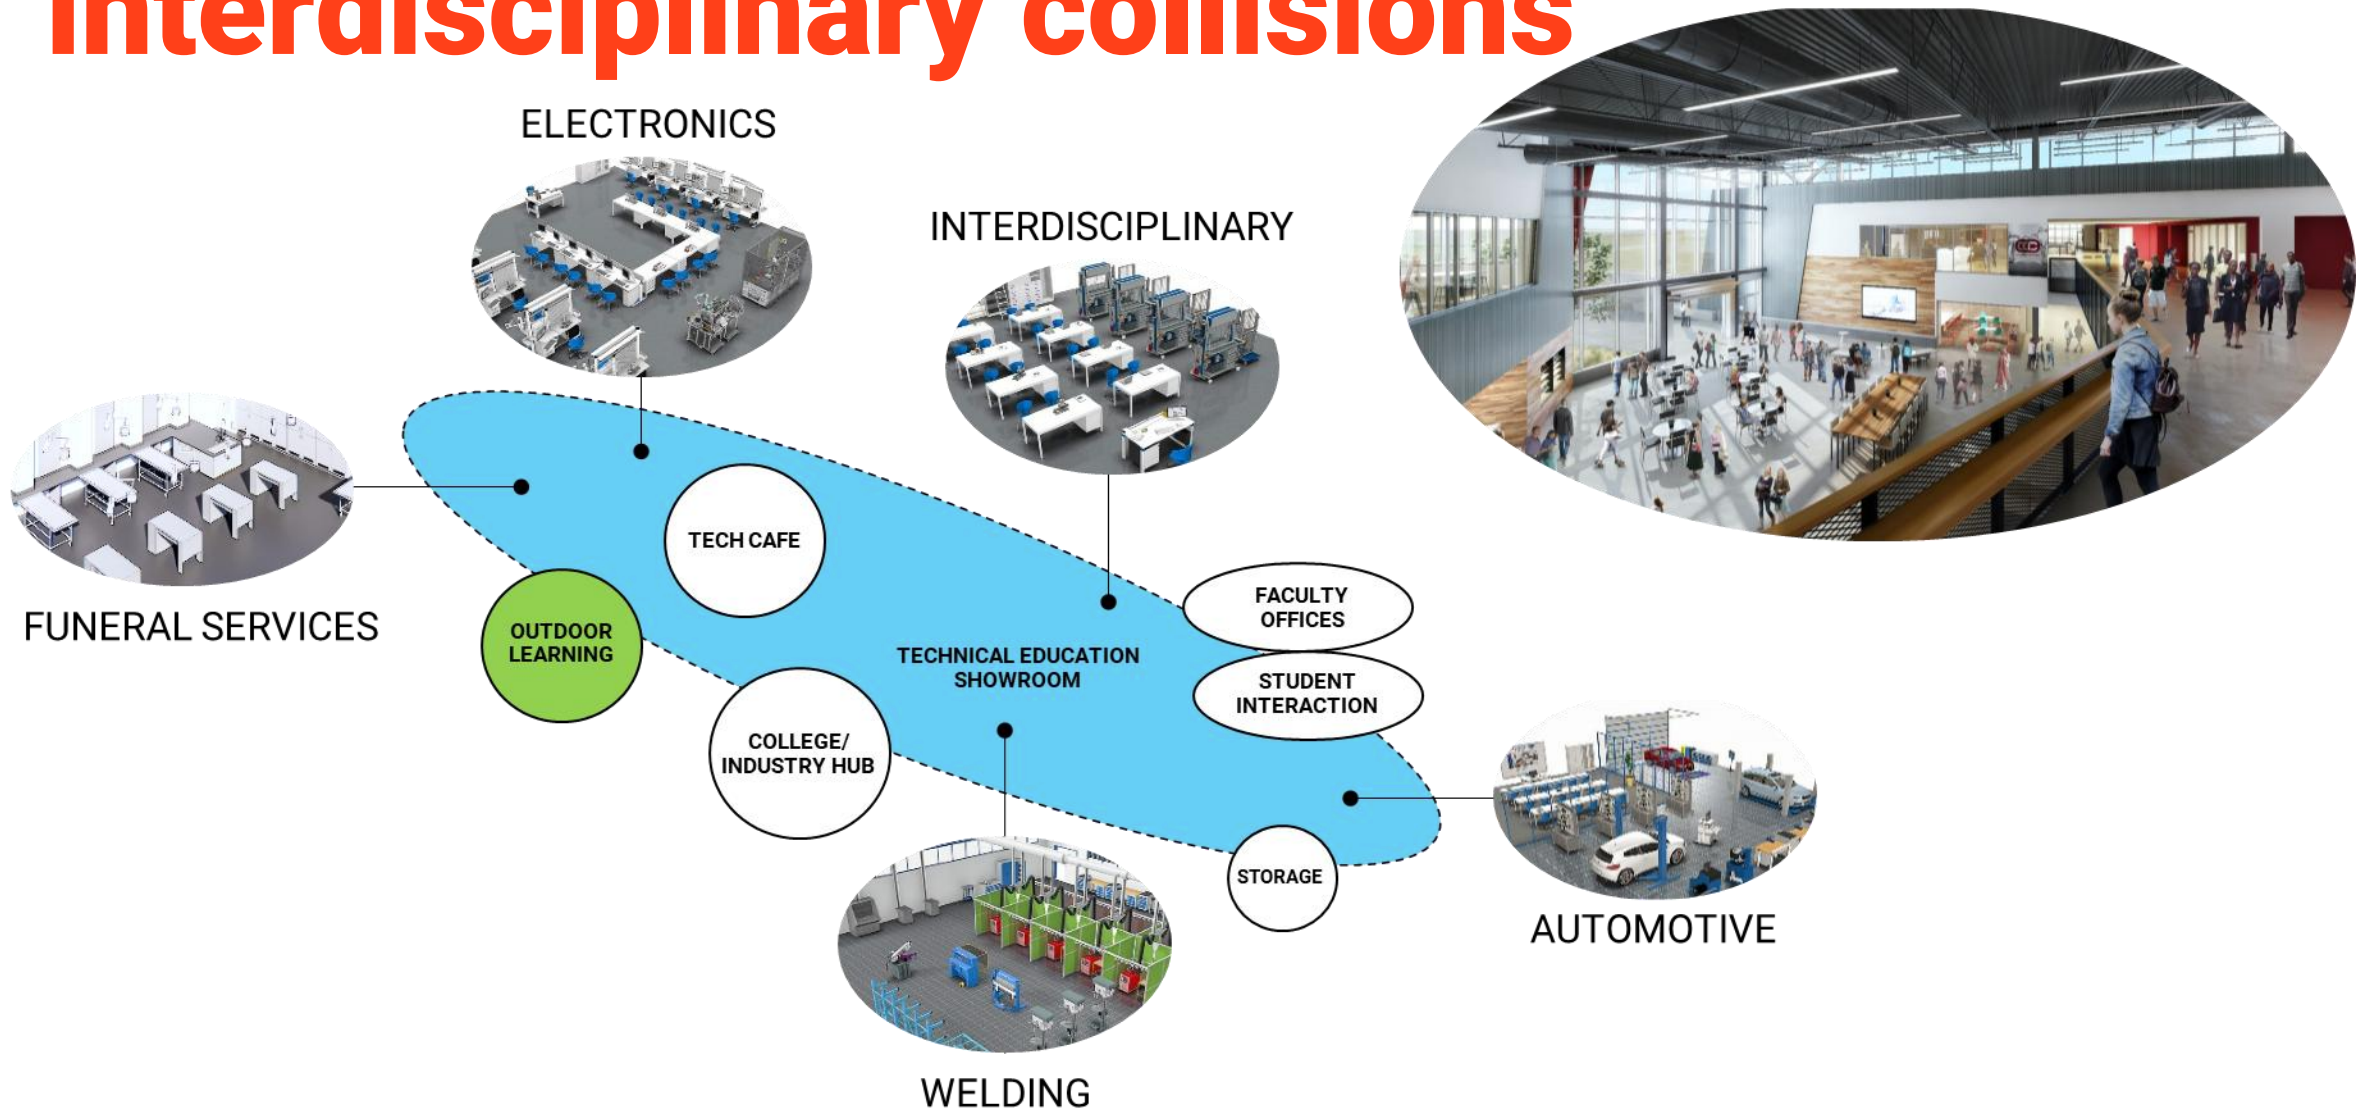 interdisciplinary collisions
ELECTRONICS
INTERDISCIPLINARY
FUNERAL SERVICES
TECH CAFE
OUTDOOR
LEARNING
FACULTY
OFFICES
TECHNICAL EDUCATION
SHOWROOM
STUDENT
INTERACTION
COLLEGE/
INDUSTRY HUB
STORAGE
AUTOMOTIVE
WELDING